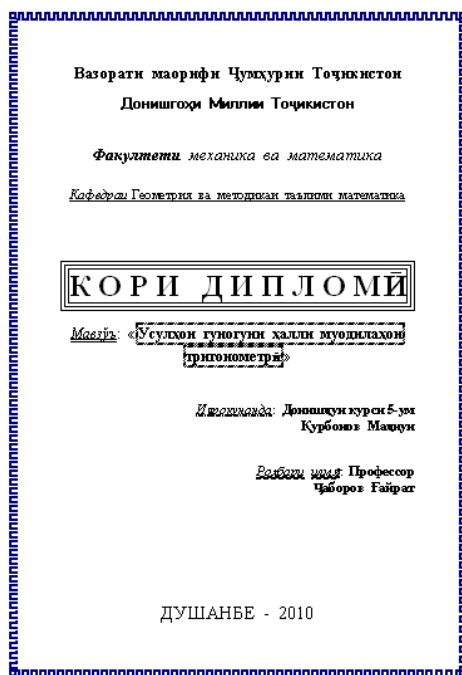 Вазорати маорифи Ҷумҳурии Тоҷикистон
Донишгоҳи Миллии Тоҷикистон
Факултети механика ва математика
Кафедраи Геометрия ва методикаи таълими математика
КОРИ ДИПЛОМӢ
Мавзӯъ: «Усулҳои гуногуни ҳалли муодилаҳои
тригонометрӣ»
Иҷрокунанда: Донишҷуи курси 5-ум
Қурбонов Маҷнун
Роҳбари илмӣ: Профессор
Ҷаборов Ғайрат
ДУШАНБЕ - 2010